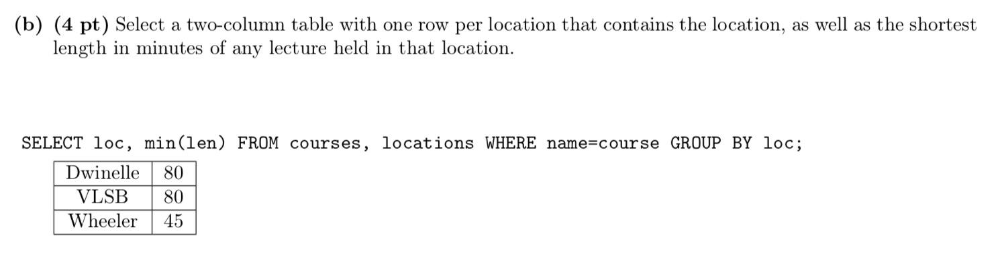 (b) (4 pt) Select a two-column table with one row per location that contains the location, as well as the shortest
length in minutes of any lecture held in that location.
SELECT loc, min(len) FROM courses, locations WHERE name=course GROUP BY loc;
Dwinelle 80
VLSB 80
Wheeler 45